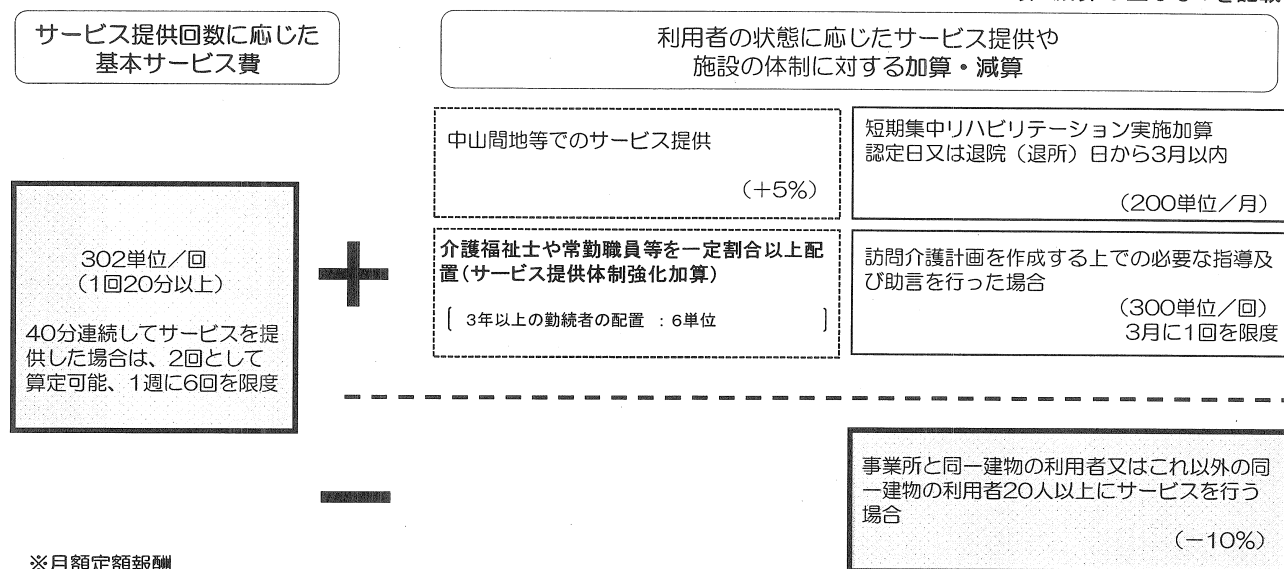 サービス提供回数に応じた
基本サービス費
利用者の状態に応じたサービス提供や
施設の体制に対する加算・減算
302単位/回
（1回20分以上）
40分連続してサービスを提
供した場合は、2回として
算定可能、1週に6回を限度
中山間地等でのサービス提供
（+5%）
短期集中リハビリテーション実施加算
認定日又は退院（退所）日から3月以内
（200単位/月）
介護福祉士や常勤職員等を一定割合以上配
置(サービス提供体制強化加算)
［ 3年以上の勤続者の配置 ：6単位 ］
訪問介護計画を作成する上での必要な指導及
び助言を行った場合
（300単位/回）
3月に1回を限度
事業所と同一建物の利用者又はこれ以外の同
一建物の利用者20人以上にサービスを行う
場合
（－10%）
※月額定額報酬